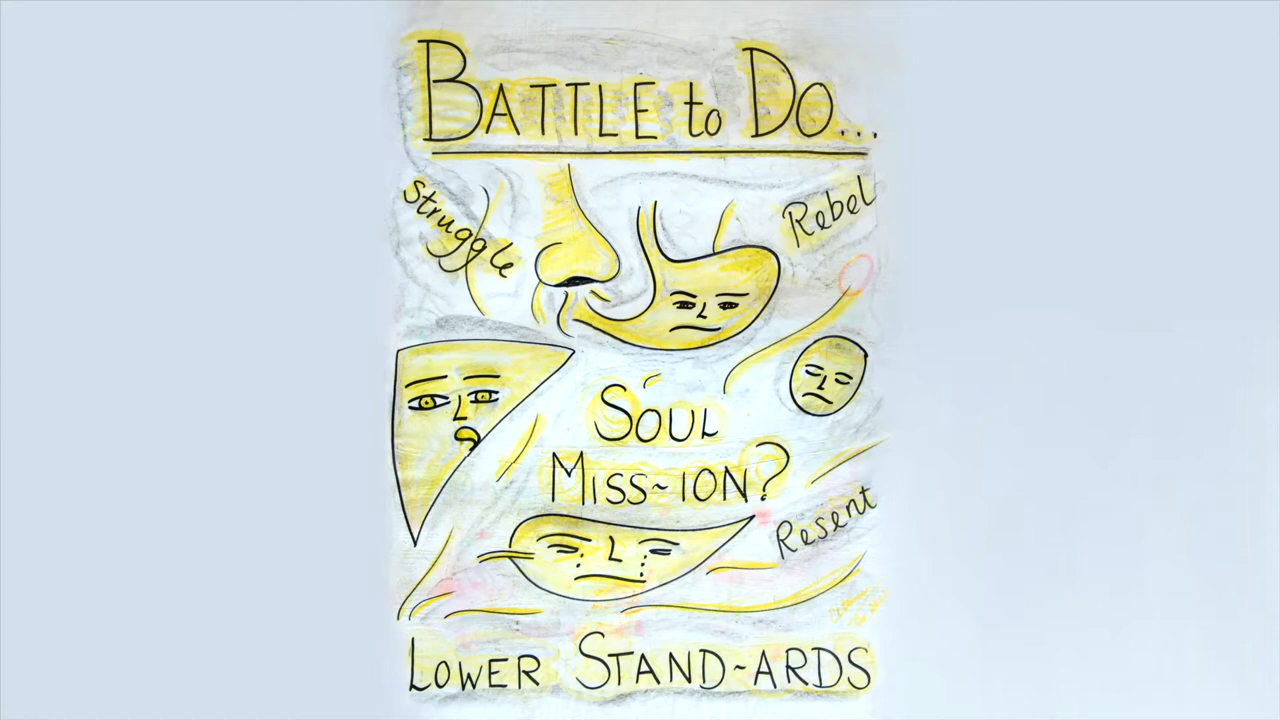 BATTLE to DO...
Struggle
Rebel
SOUL
MISS~ION?
Resent
LOWER STAND~ARDS